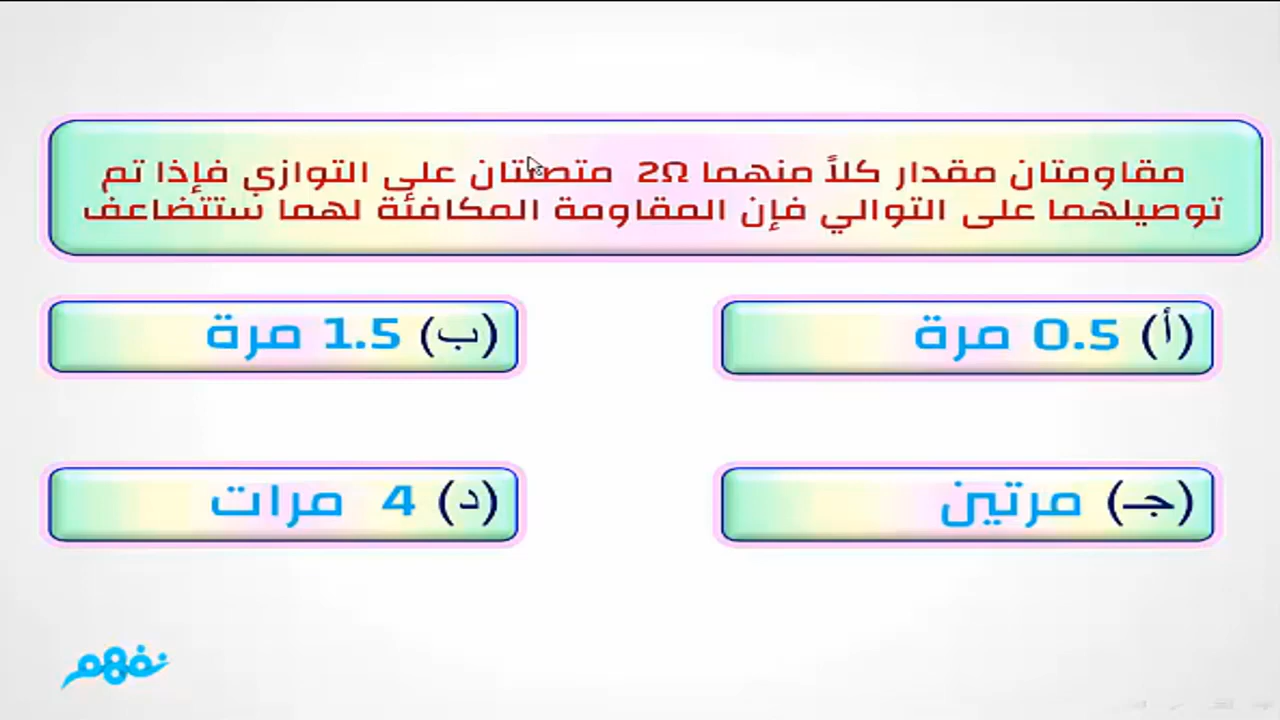 مقاومتان مقدار كلاً منهما 2Ω متصلتان على التوازي فإذا تم
توصيلهما على التوالي فإن المقاومة المكافئة لهما ستتضاعف
(أ) 0.5 مرة
(ب) 1.5 مرة
(جـ) مرتين
(د) 4 مرات
نفهم